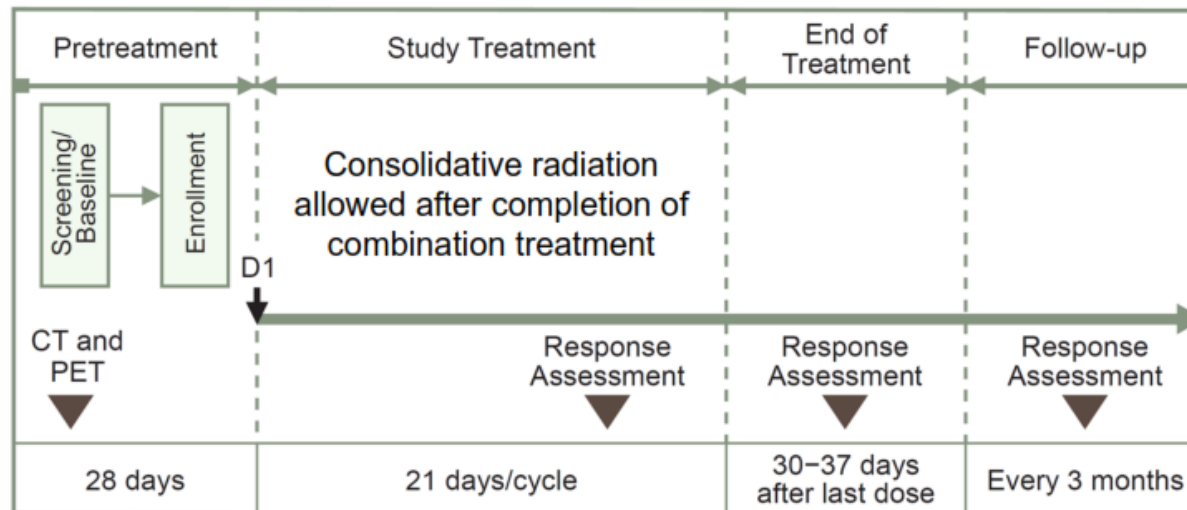 Pretreatment
Study Treatment
End of
Treatment
Follow-up
Screening/
Baseline
Enrollment
Consolidative radiation
allowed after completion of
combination treatment
D1
CT and
PET
Response
Assessment
Response
Assessment
Response
Assessment
28 days
21 days/cycle
30−37 days
after last dose
Every 3 months